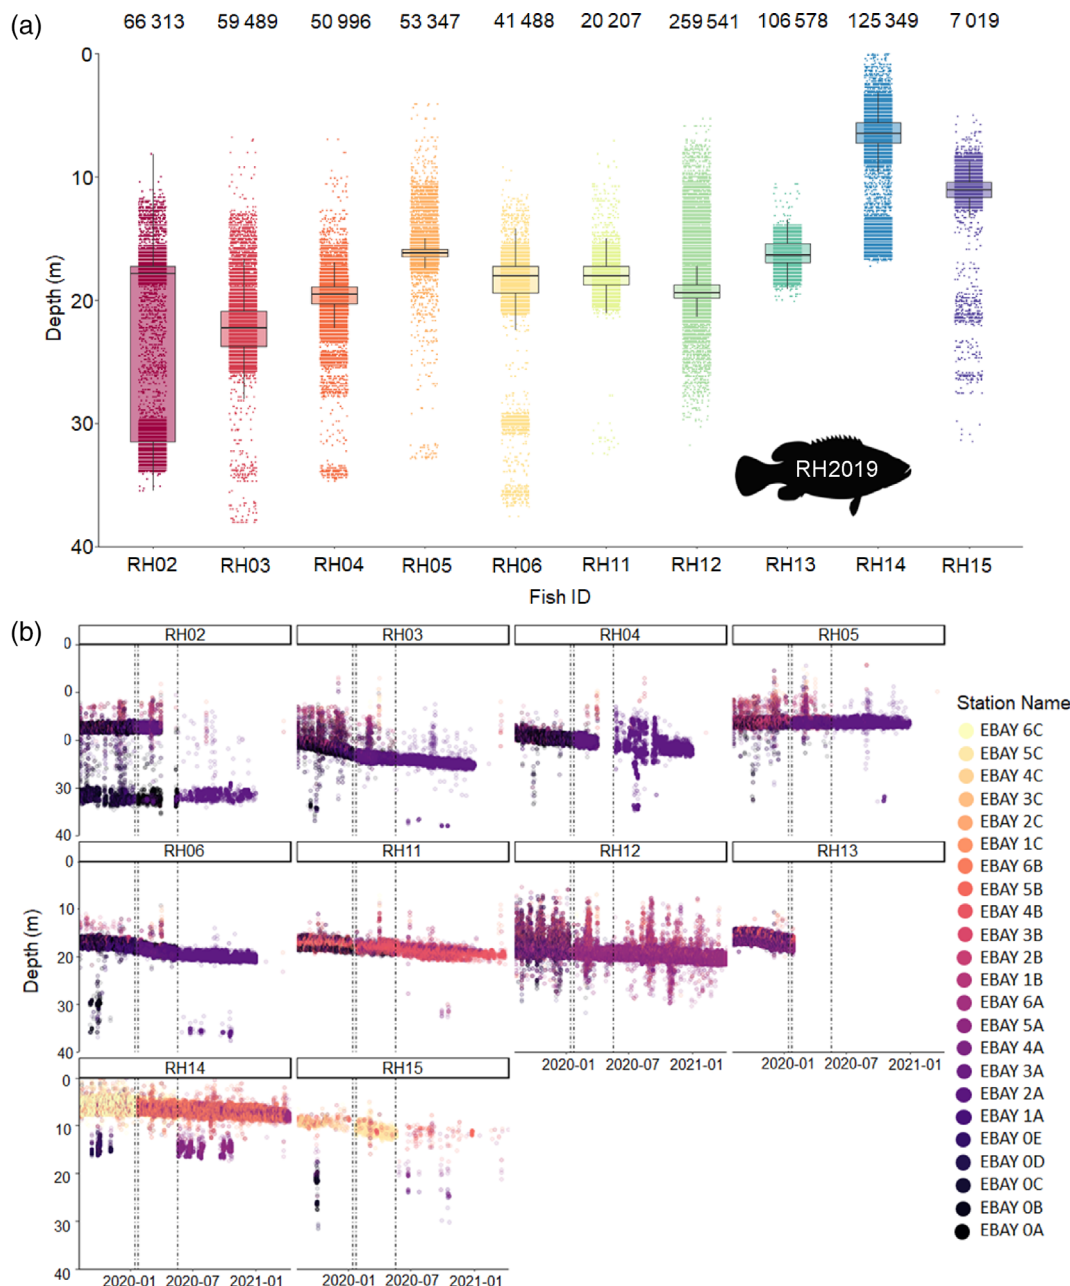 (a)
66 313 59 489 50 996 53 347 41 488 20 207 259 541 106 578 125 349 7 019
0
10
20
30
40
Depth (m)
RH2019
RH02 RH03 RH04 RH05 RH06 RH11 RH12 RH13 RH14 RH15
Fish ID
(b)
RH02 RH03 RH04 RH05
0
0
0
30
40
RH06 RH11 RH12 RH13
0
10
20
30
40
Depth (m)
2020-01 2020-07 2021-01 2020-01 2020-07 2021-01
RH14 RH15
0
10
20
30
40
2020-01 2020-07 2021-01 2020-01 2020-07 2021-01
Station Name
EBAY 6C
EBAY 5C
EBAY 4C
EBAY 3C
EBAY 2C
EBAY 1C
EBAY 6B
EBAY 5B
EBAY 4B
EBAY 3B
EBAY 2B
EBAY 1B
EBAY 6A
EBAY 5A
EBAY 4A
EBAY 3A
EBAY 2A
EBAY 1A
EBAY 0E
EBAY 0D
EBAY 0C
EBAY 0B
EBAY 0A